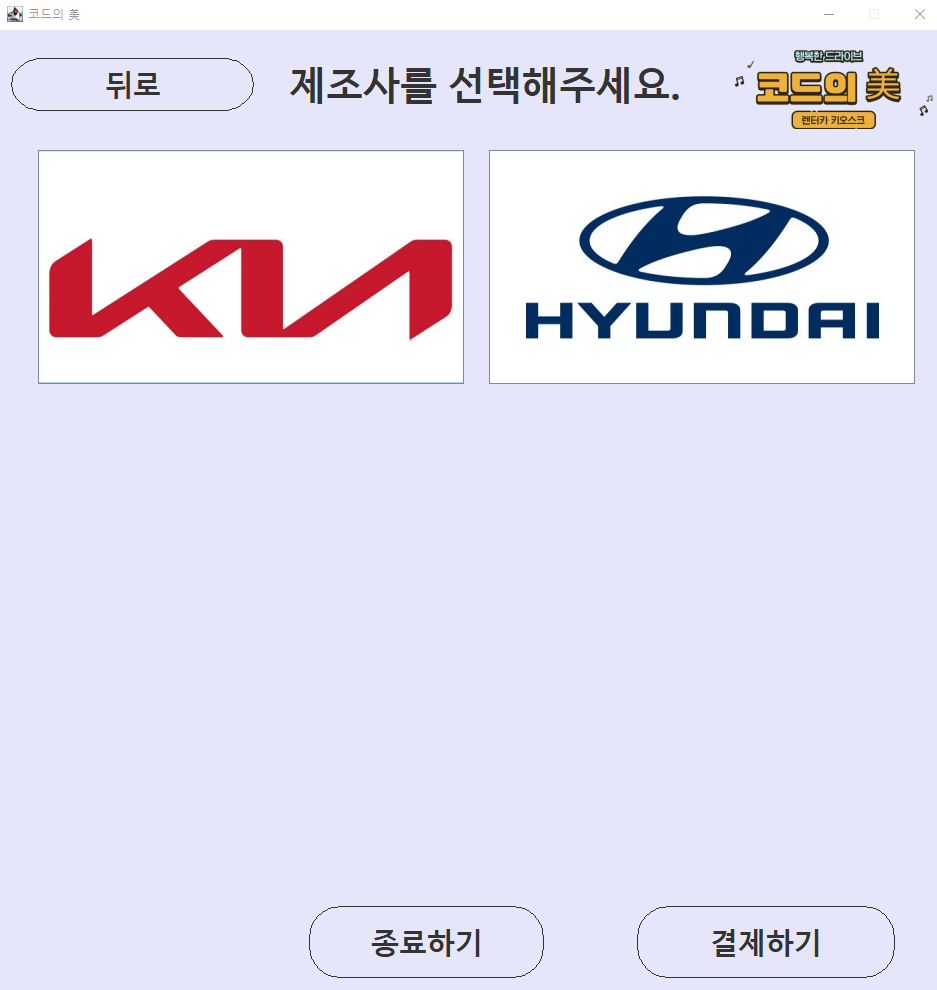 코드의 美
뒤로
제조사를 선택해주세요.
행복한 드라이브
코드의 美
렌터카 키오스크
KIA
HYUNDAI
종료하기
결제하기